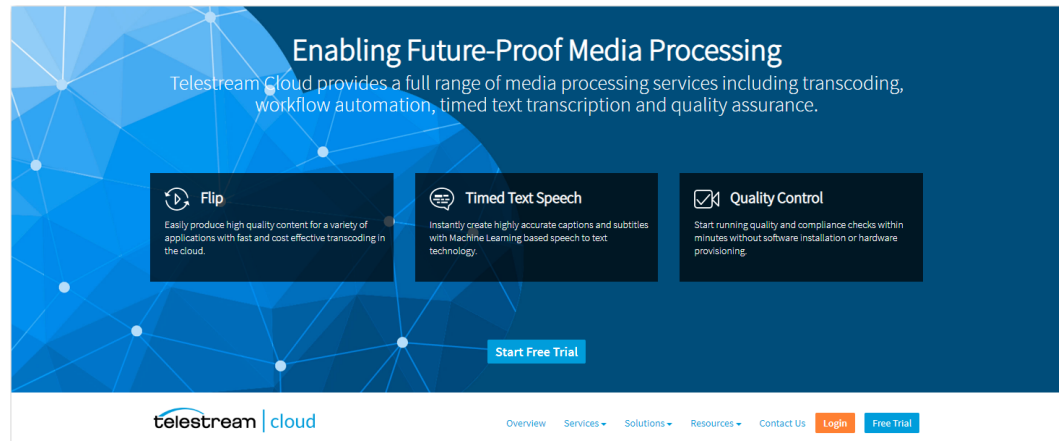 Enabling Future-Proof Media Processing
Telestream Cloud provides a full range of media processing services including transcoding,
workflow automation, timed text transcription and quality assurance.
Flip
Easily produce high quality content for a variety of
applications with fast and cost effective transcoding in
the cloud.
Timed Text Speech
Instantly create highly accurate captions and subtitles
with Machine Learning based speech to text
technology.
Quality Control
Start running quality and compliance checks within
minutes without software installation or hardware
provisioning.
Start Free Trial
telestream | cloud
Overview Services Solutions Resources Contact Us Login Free Trial